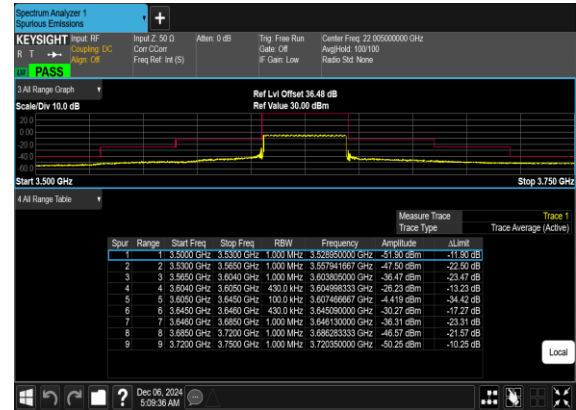 Spectrum Analyzer 1
Spurious Emissions
KEYSIGHT Input: RF Input Z: 50 Ω Atten: 0 dB Trig: Free Run Center Freq: 22.005000000 GHz
R T Coupling: DC Corr CCorr Gate: Off Avg|Hold: 100/100
Align: Off Freq Ref: Int (S) IF Gain: Low Radio Std: None
PASS
3 All Range Graph
Ref Lvl Offset 36.48 dB
Scale/Div 10.0 dB Ref Value 30.00 dBm
20.0
0.00
-20.0
-40.0
-60.0
Start 3.500 GHz Stop 3.750 GHz
4 All Range Table
Measure Trace Trace 1
Trace Type Trace Average (Active)
Spur Range Start Freq Stop Freq RBW Frequency Amplitude ΔLimit
1 1 3.5000 GHz 3.5300 GHz 1.000 MHz 3.528950000 GHz -51.90 dBm -11.90 dB
2 2 3.5300 GHz 3.5650 GHz 1.000 MHz 3.557941667 GHz -47.50 dBm -22.50 dB
3 3 3.5650 GHz 3.6040 GHz 1.000 MHz 3.603805000 GHz -36.47 dBm -23.47 dB
4 4 3.6040 GHz 3.6050 GHz 430.0 kHz 3.604998333 GHz -26.23 dBm -13.23 dB
5 5 3.6050 GHz 3.6450 GHz 100.0 kHz 3.607466667 GHz -4.419 dBm -34.42 dB
6 6 3.6450 GHz 3.6460 GHz 430.0 kHz 3.645090000 GHz -30.27 dBm -17.27 dB
7 7 3.6460 GHz 3.6850 GHz 1.000 MHz 3.646130000 GHz -36.31 dBm -23.31 dB
8 8 3.6850 GHz 3.7200 GHz 1.000 MHz 3.686283333 GHz -46.57 dBm -21.57 dB
9 9 3.7200 GHz 3.7500 GHz 1.000 MHz 3.720350000 GHz -50.25 dBm -10.25 dB
Local
Dec 06, 2024
5:09:36 AM